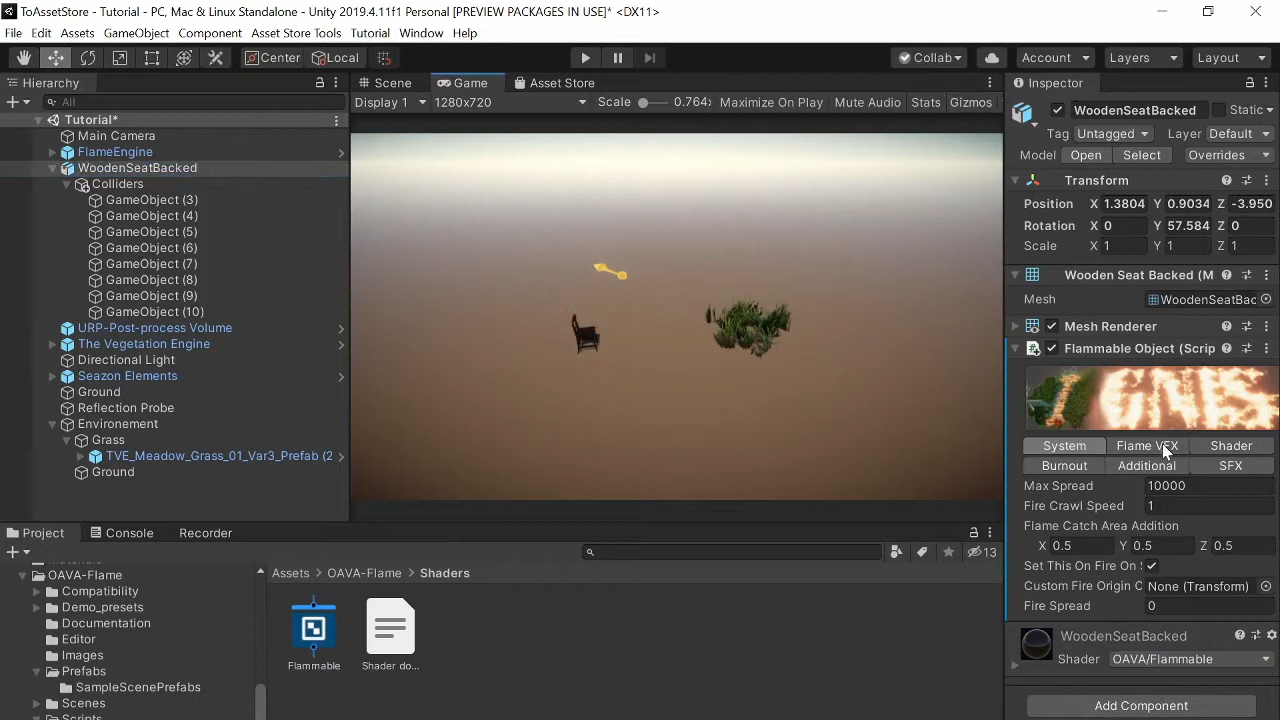 ToAssetStore - Tutorial - PC, Mac & Linux Standalone - Unity 2019.4.11f1 Personal [PREVIEW PACKAGES IN USE]* <DX11>
File Edit Assets GameObject Component Asset Store Tools Tutorial Window Help
Center Local Collab Account Layers Layout
Hierarchy
All
Tutorial*
Main Camera
FlameEngine
WoodenSeatBacked
Colliders
GameObject (3)
GameObject (4)
GameObject (5)
GameObject (6)
GameObject (7)
GameObject (8)
GameObject (9)
GameObject (10)
URP-Post-process Volume
The Vegetation Engine
Directional Light
Seazon Elements
Ground
Reflection Probe
Environement
Grass
TVE_Meadow_Grass_01_Var3_Prefab (2
Ground
Scene Game Asset Store
Display 1 1280x720 Scale 0.764: Maximize On Play Mute Audio Stats Gizmos
Inspector
WoodenSeatBacked Static
Tag Untagged Layer Default
Model Open Select Overrides
Transform
Position X 1.3804 Y 0.9034 Z -3.950
Rotation X 0 Y 57.584 Z 0
Scale X 1 Y 1 Z 1
Wooden Seat Backed (M
Mesh WoodenSeatBac
Mesh Renderer
Flammable Object (Scrip
IGNIS
System Flame VFX Shader
Burnout Additional SFX
Max Spread 10000
Fire Crawl Speed 1
Flame Catch Area Addition
X 0.5 Y 0.5 Z 0.5
Set This On Fire On
Custom Fire Origin None (Transform)
Fire Spread 0
WoodenSeatBacked
Shader OAVA/Flammable
Add Component
Project Console Recorder
13
OAVA-Flame
Compatibility
Demo_presets
Documentation
Editor
Images
Prefabs
SampleScenePrefabs
Scenes
Scripts
Assets › OAVA-Flame › Shaders
Flammable Shader do...